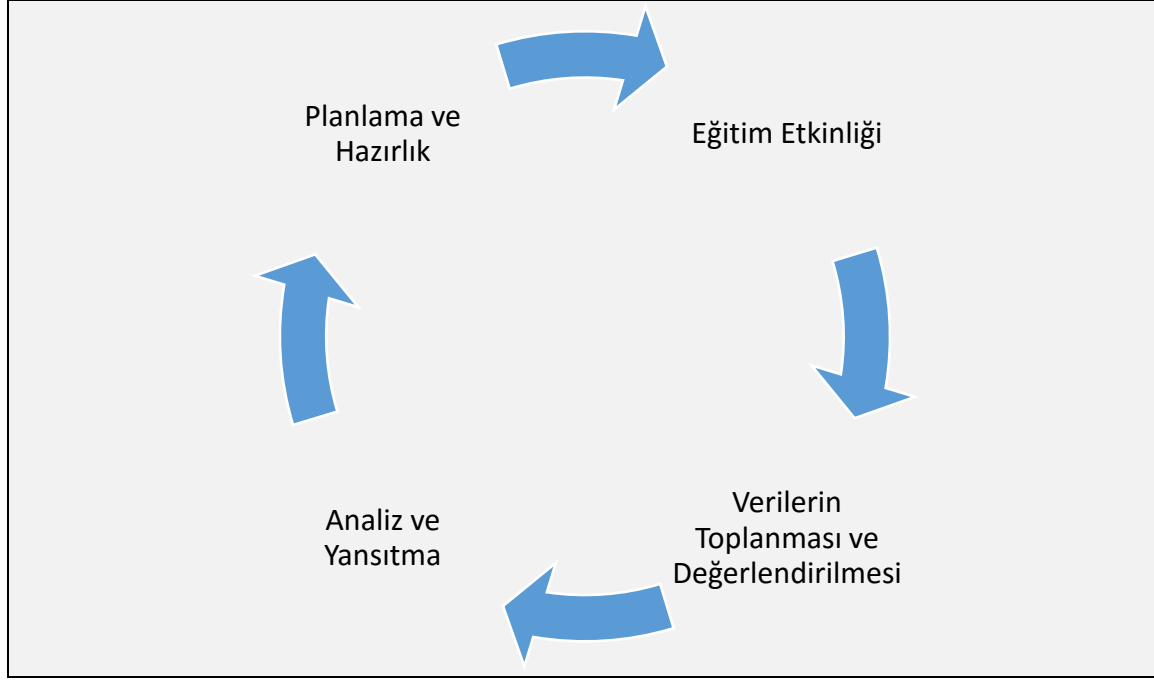 Planlama ve
Hazırlık
Eğitim Etkinliği
Verilerin
Toplanması ve
Değerlendirilmesi
Analiz ve
Yansıtma